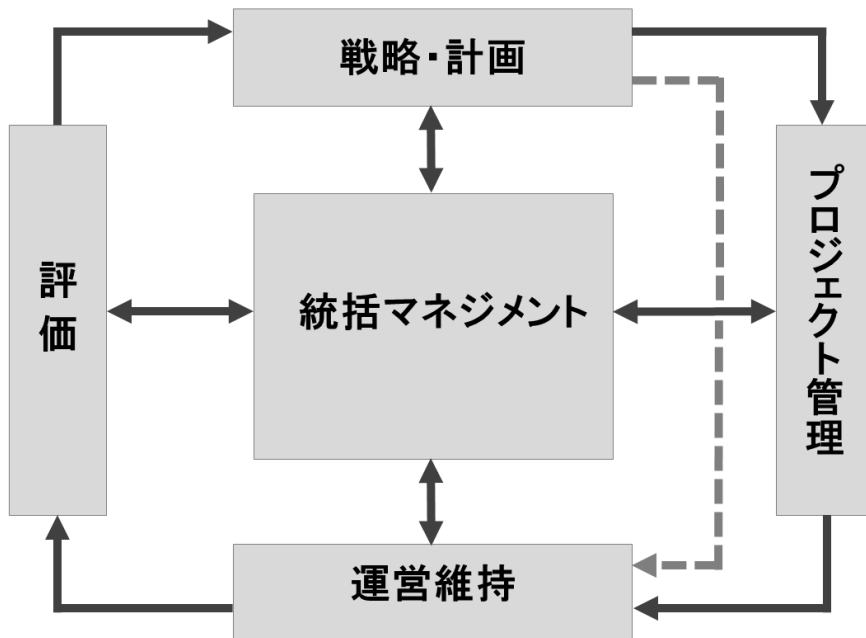 戦略・計画
評価
統括マネジメント
プロジェクト管理
運営維持